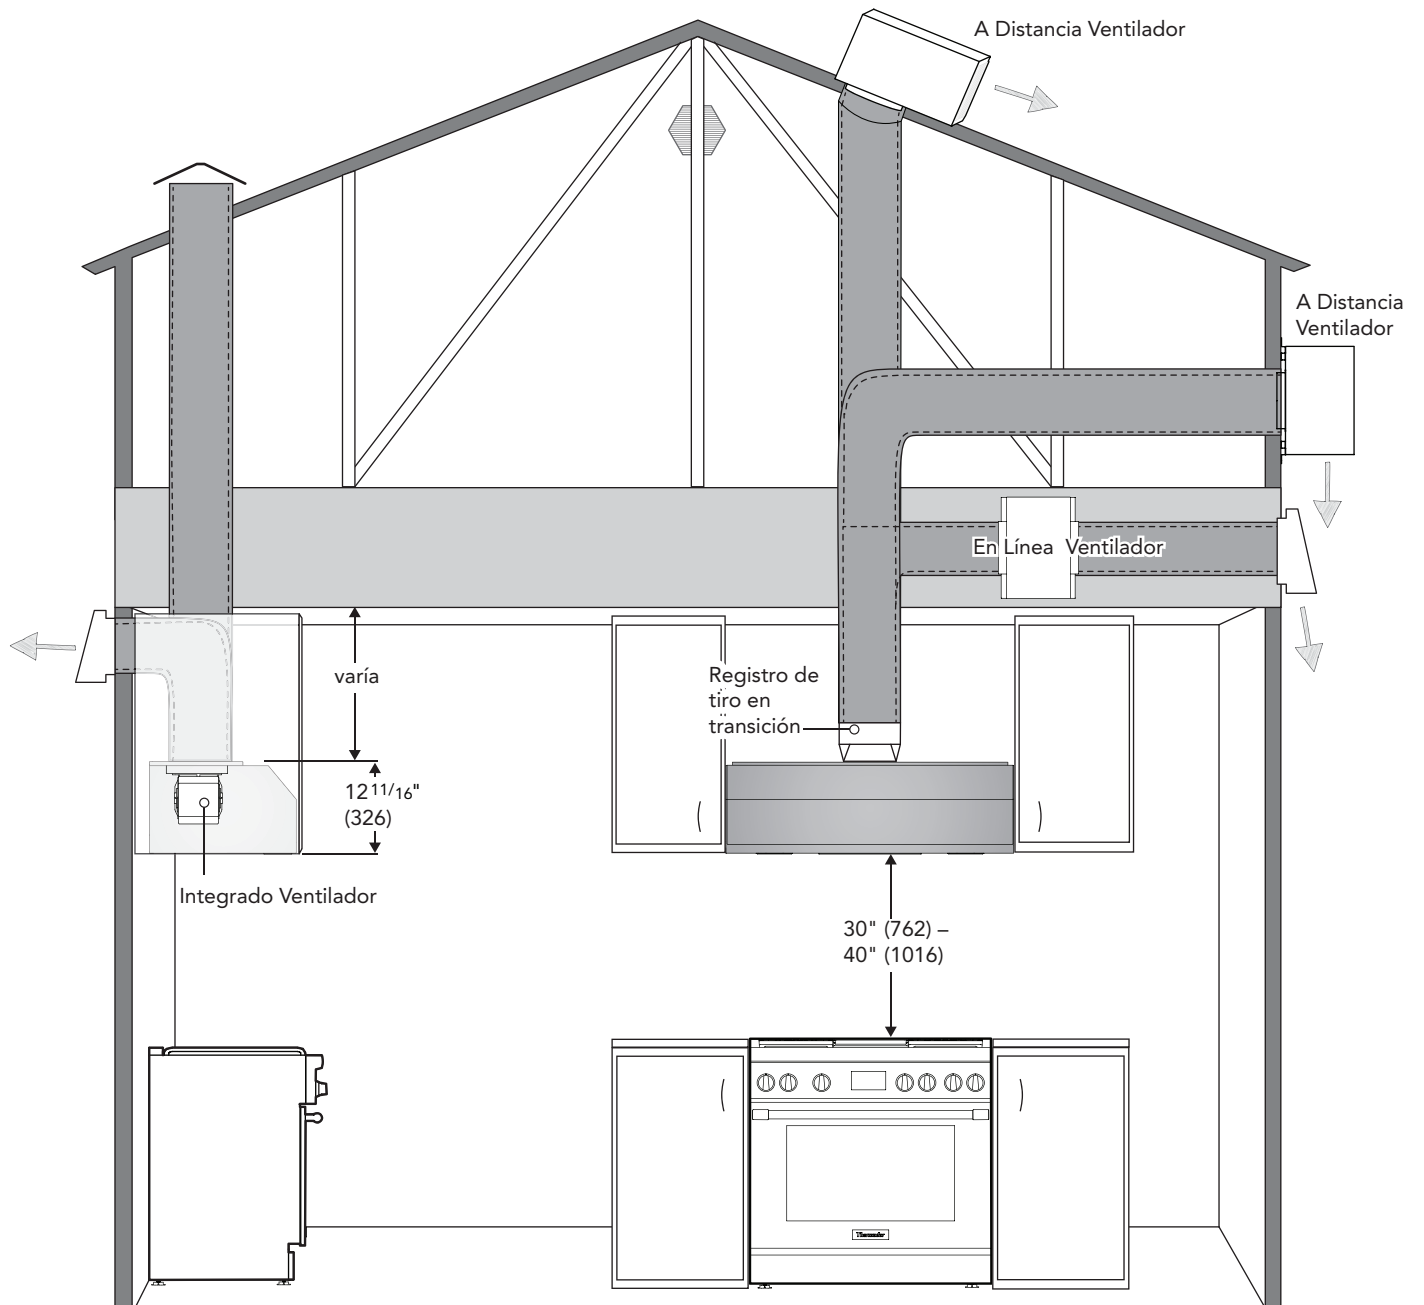 A Distancia Ventilador
A Distancia
Ventilador
En Línea Ventilador
varía
Registro de
tiro en
transición
12 11/16"
(326)
Integrado Ventilador
30" (762) –
40" (1016)
Thermador